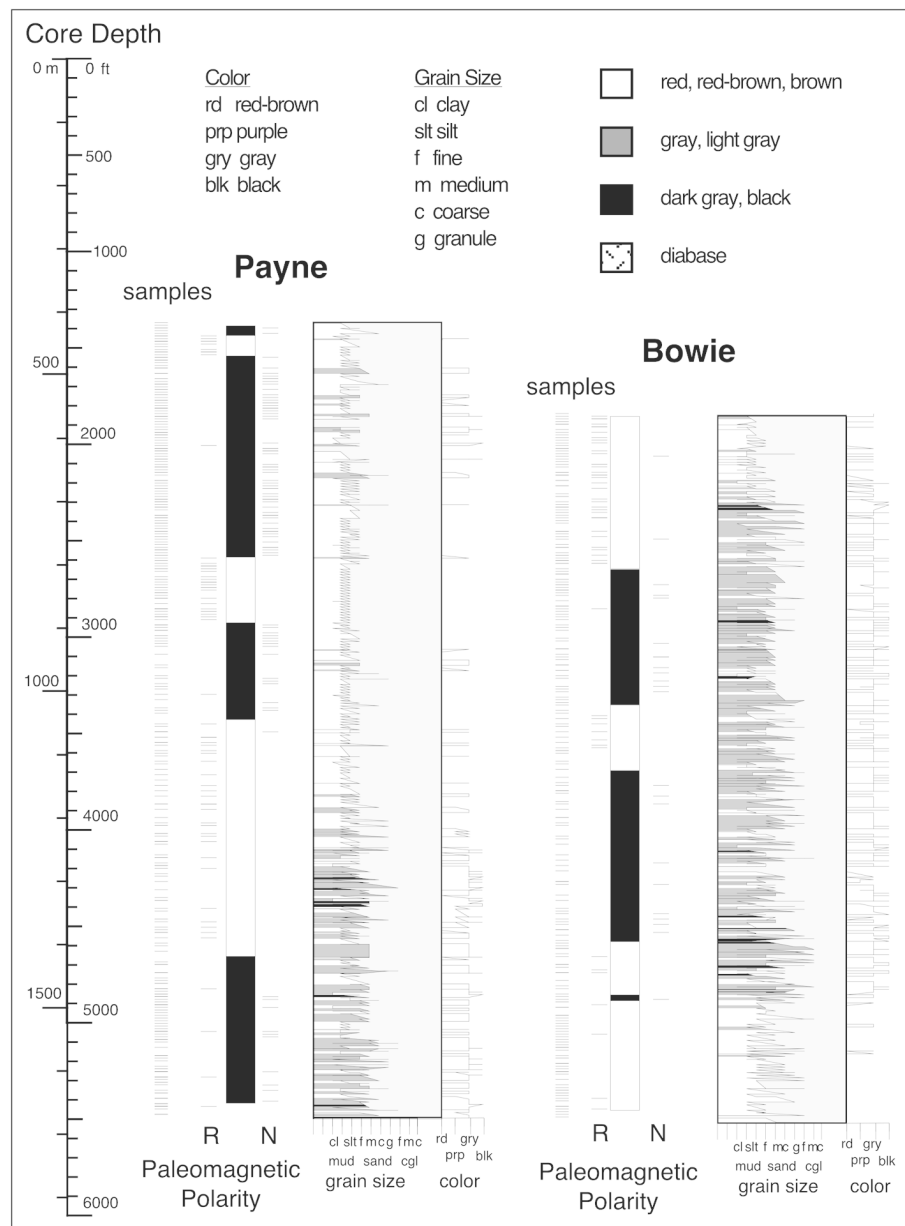 Core Depth
0 m 0 ft
Color
rd red-brown
prp purple
gry gray
blk black
Grain Size
cl clay
slt silt
f fine
m medium
c coarse
g granule
red, red-brown, brown
gray, light gray
dark gray, black
diabase
500
1000
500
2000
3000
1000
4000
1500
5000
6000
Payne
samples
R N
Paleomagnetic
Polarity
cl slt f m c g f m c
mud sand cgl
grain size
rd gry
prp blk
color
Bowie
samples
R N
Paleomagnetic
Polarity
cl slt f mc g f mc
mud sand cgl
grain size
rd gry
prp blk
color